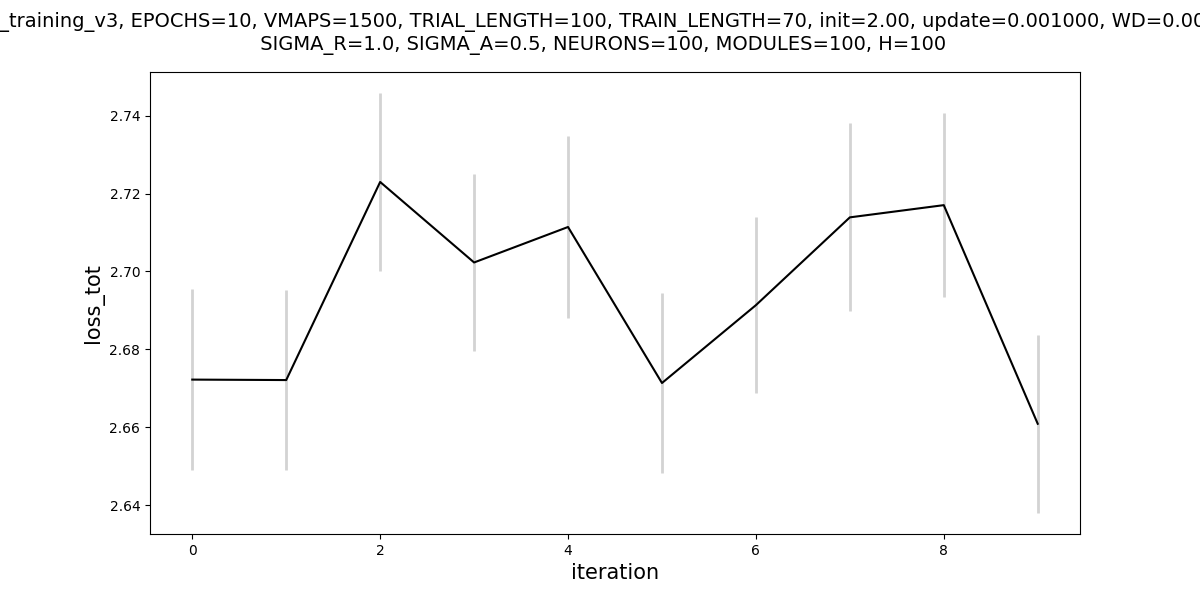 _training_v3, EPOCHS=10, VMAPS=1500, TRIAL_LENGTH=100, TRAIN_LENGTH=70, init=2.00, update=0.001000, WD=0.00
SIGMA_R=1.0, SIGMA_A=0.5, NEURONS=100, MODULES=100, H=100
2.74
2.72
2.70
2.68
2.66
2.64
loss_tot
0 2 4 6 8
iteration